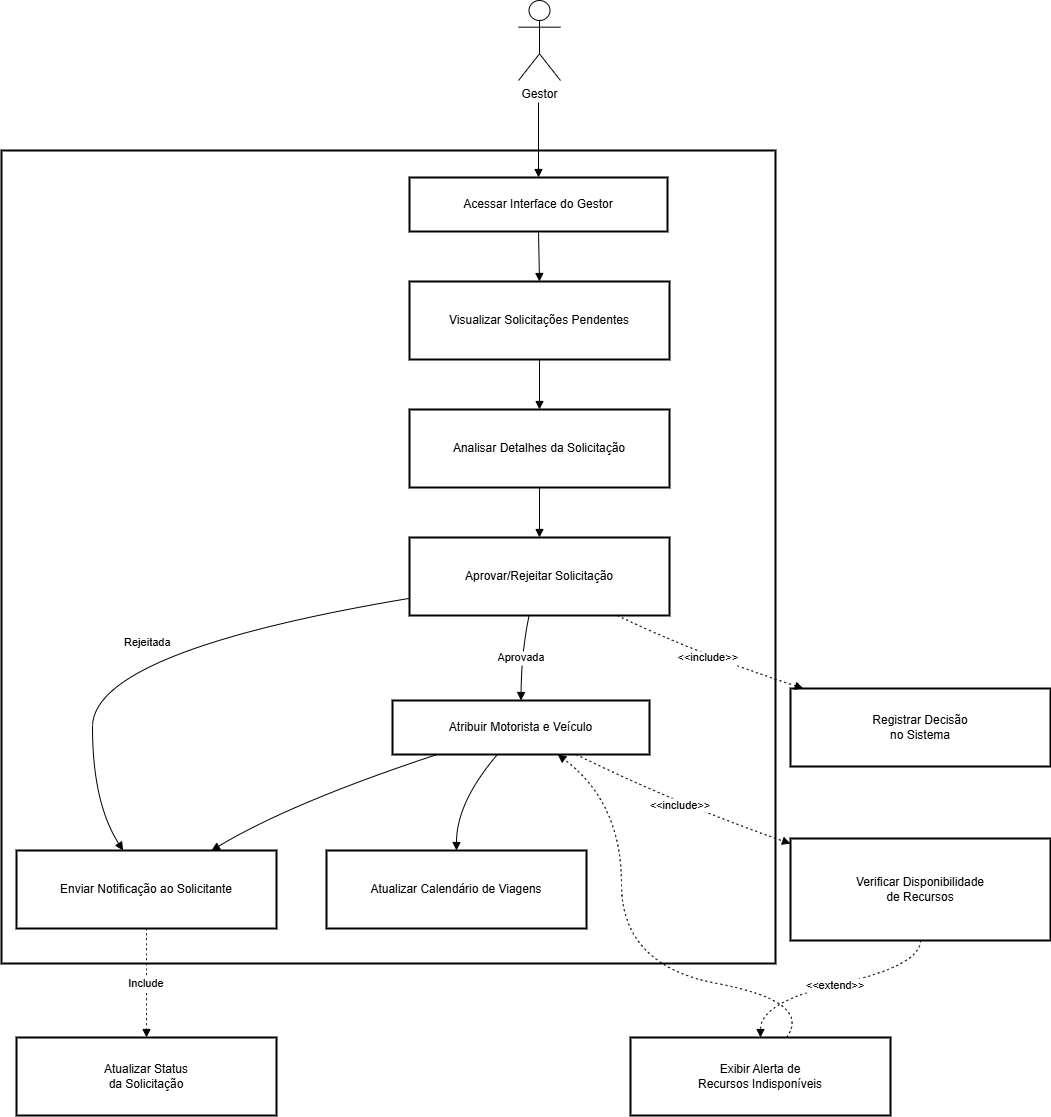 Gestor
Acessar Interface do Gestor
Visualizar Solicitações Pendentes
Analisar Detalhes da Solicitação
Aprovar/Rejeitar Solicitação
Rejeitada
Aprovada
<<include>>
Registrar Decisão
no Sistema
Atribuir Motorista e Veículo
<<include>>
Enviar Notificação ao Solicitante
Atualizar Calendário de Viagens
Verificar Disponibilidade
de Recursos
Include
<<extend>>
Atualizar Status
da Solicitação
Exibir Alerta de
Recursos Indisponíveis